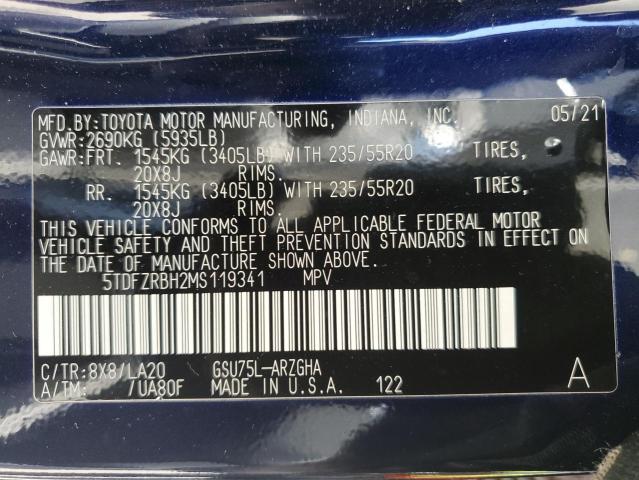 MFD.BY:TOYOTA MOTOR MANUFACTURING, INDIANA, INC. 05/21
GVWR:2690KG (5935LB)
GAWR:FRT. 1545KG (3405LB) WITH 235/55R20 TIRES,
20X8J RIMS.
RR. 1545KG (3405LB) WITH 235/55R20 TIRES,
20X8J RIMS.
THIS VEHICLE CONFORMS TO ALL APPLICABLE FEDERAL MOTOR
VEHICLE SAFETY AND THEFT PREVENTION STANDARDS IN EFFECT ON
THE DATE OF MANUFACTURE SHOWN ABOVE.
5TDFZRBH2MS119341 MPV
C/TR:8X8/LA20 GSU75L-ARZGHA
A/TM: /UA80F MADE IN U.S.A. 122 A